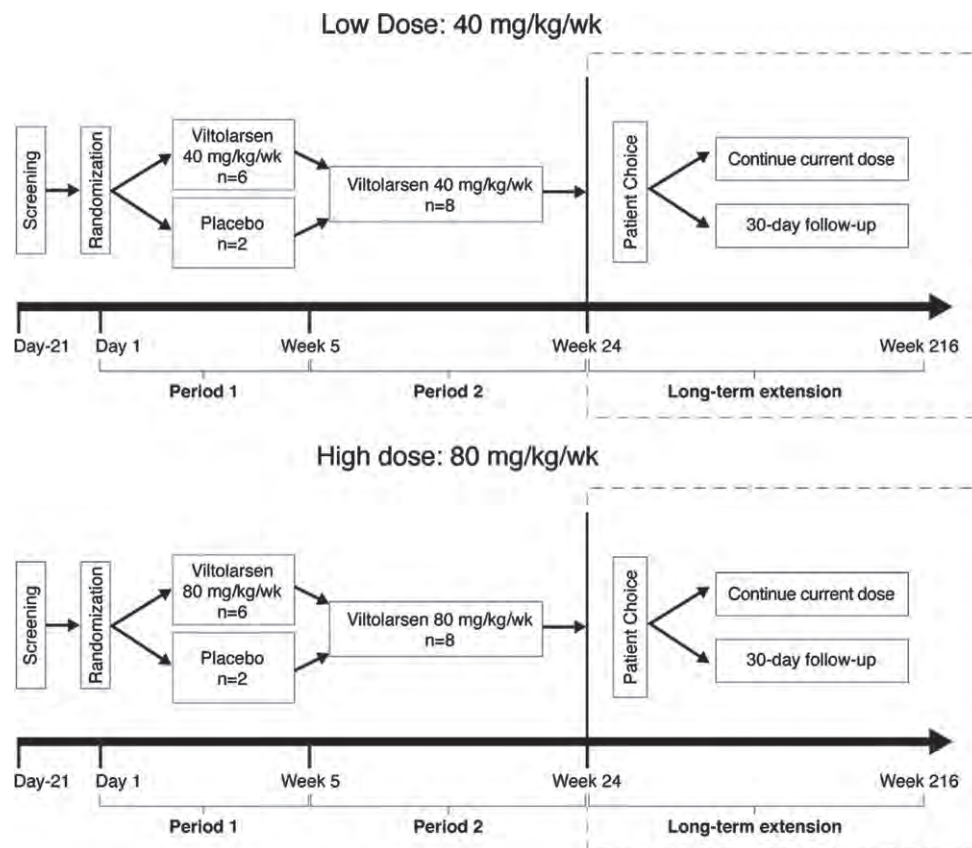 Low Dose: 40 mg/kg/wk
Screening
Randomization
Viltolarsen
40 mg/kg/wk
n=6
Placebo
n=2
Viltolarsen 40 mg/kg/wk
n=8
Patient Choice
Continue current dose
30-day follow-up
Day-21
Day 1
Week 5
Week 24
Week 216
Period 1
Period 2
Long-term extension
High dose: 80 mg/kg/wk
Screening
Randomization
Viltolarsen
80 mg/kg/wk
n=6
Placebo
n=2
Viltolarsen 80 mg/kg/wk
n=8
Patient Choice
Continue current dose
30-day follow-up
Day-21
Day 1
Week 5
Week 24
Week 216
Period 1
Period 2
Long-term extension